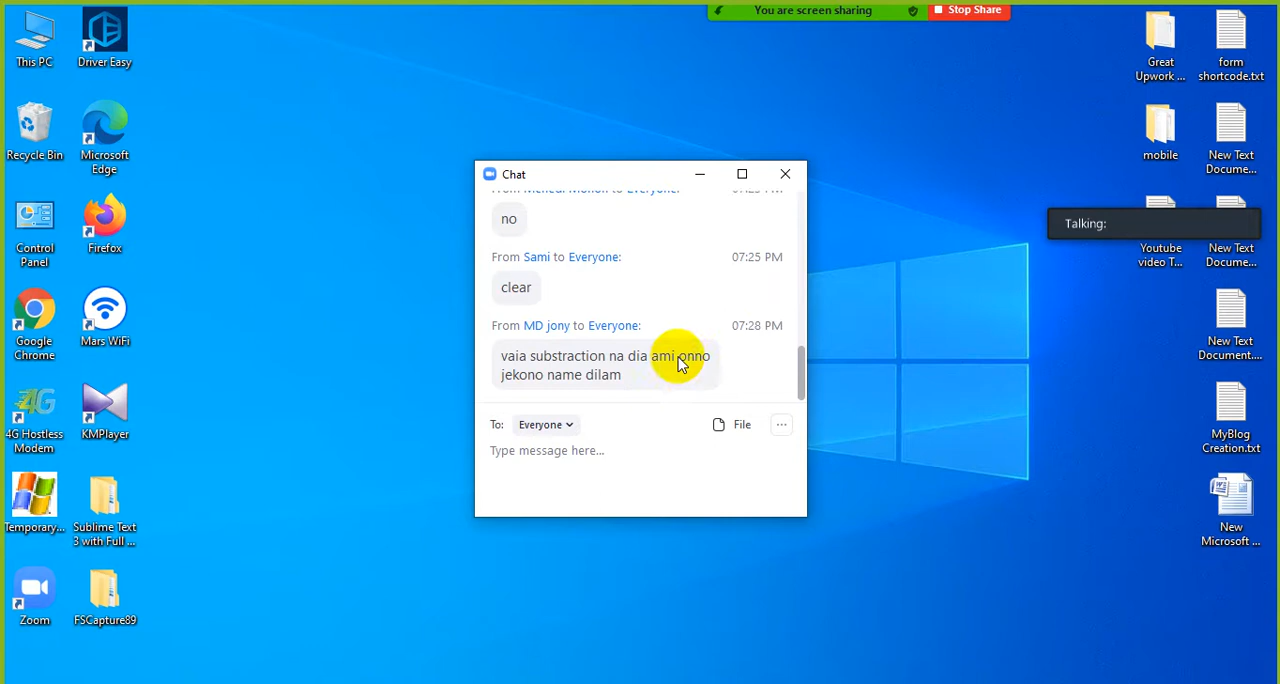 You are screen sharing
Stop Share
This PC
Driver Easy
Great
Upwork ...
form
shortcode.txt
Recycle Bin
Microsoft
Edge
mobile
New Text
Docume...
Control
Panel
Firefox
Talking:
Youtube
video T...
New Text
Docume...
Google
Chrome
Mars WiFi
New Text
Document....
4G
4G Hostless
Modem
KMPlayer
MyBlog
Creation.txt
Temporary...
Sublime Text
3 with Full ...
New
Microsoft ...
Zoom
FSCapture89
Chat
to Everyone:
no
From Sami to Everyone:
07:25 PM
clear
From MD jony to Everyone:
07:28 PM
vaia substraction na dia ami onno
jekono name dilam
To:
Everyone
File
Type message here...